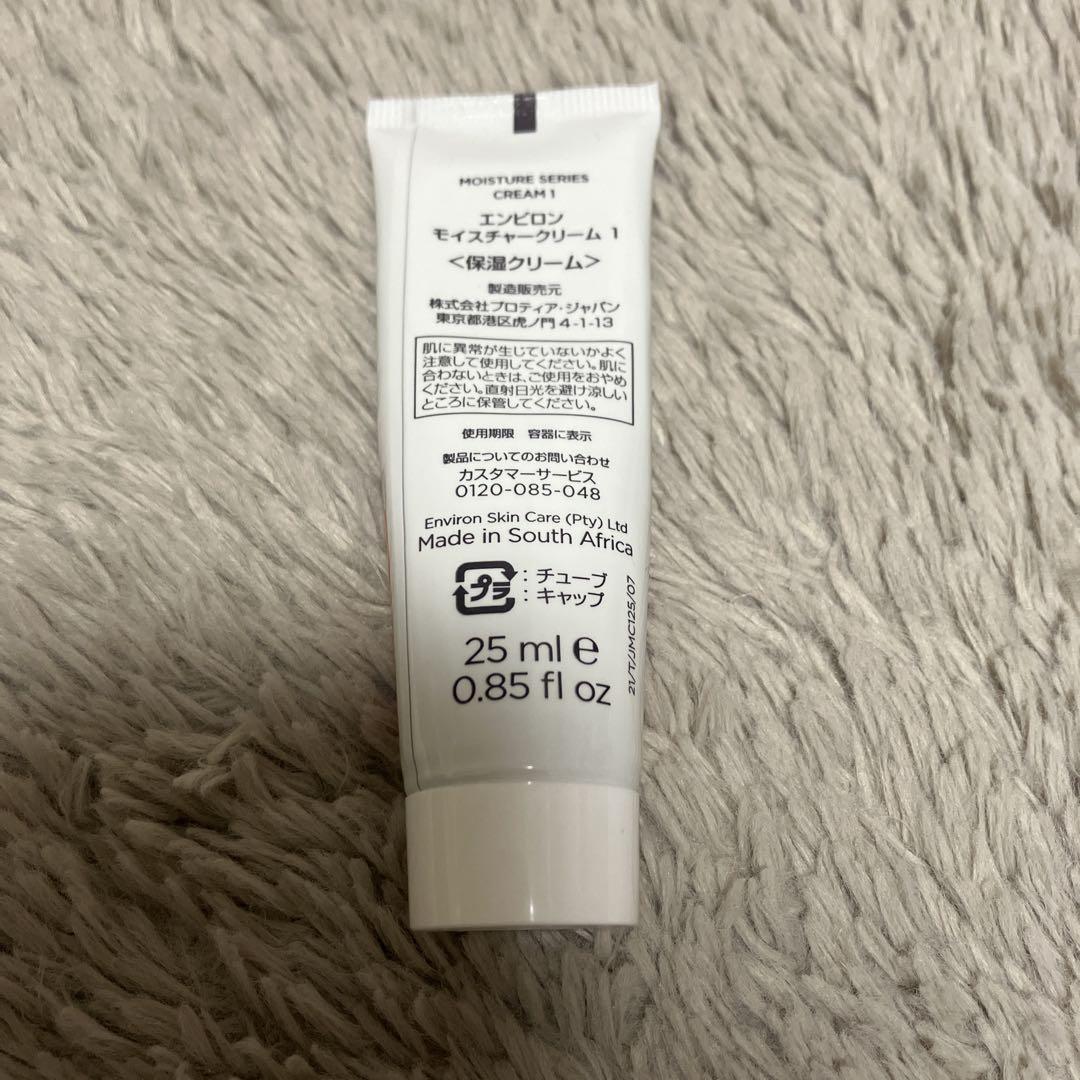 MOISTURE SERIES
CREAM 1
エンビロン
モイスチャークリーム 1
<保湿クリーム>
製造販売元
株式会社プロティア・ジャパン
東京都港区虎ノ門4-1-13
肌に異常が生じていないかよく
注意して使用してください。肌に
合わないときは、ご使用をおやめ
ください。直射日光を避け涼しい
ところに保管してください。
使用期限 容器に表示
製品についてのお問い合わせ
カスタマーサービス
0120-085-048
Environ Skin Care (Pty) Ltd
Made in South Africa
プラ
：チューブ
：キャップ
25 ml e
0.85 fl oz
21/T/JMC125/07